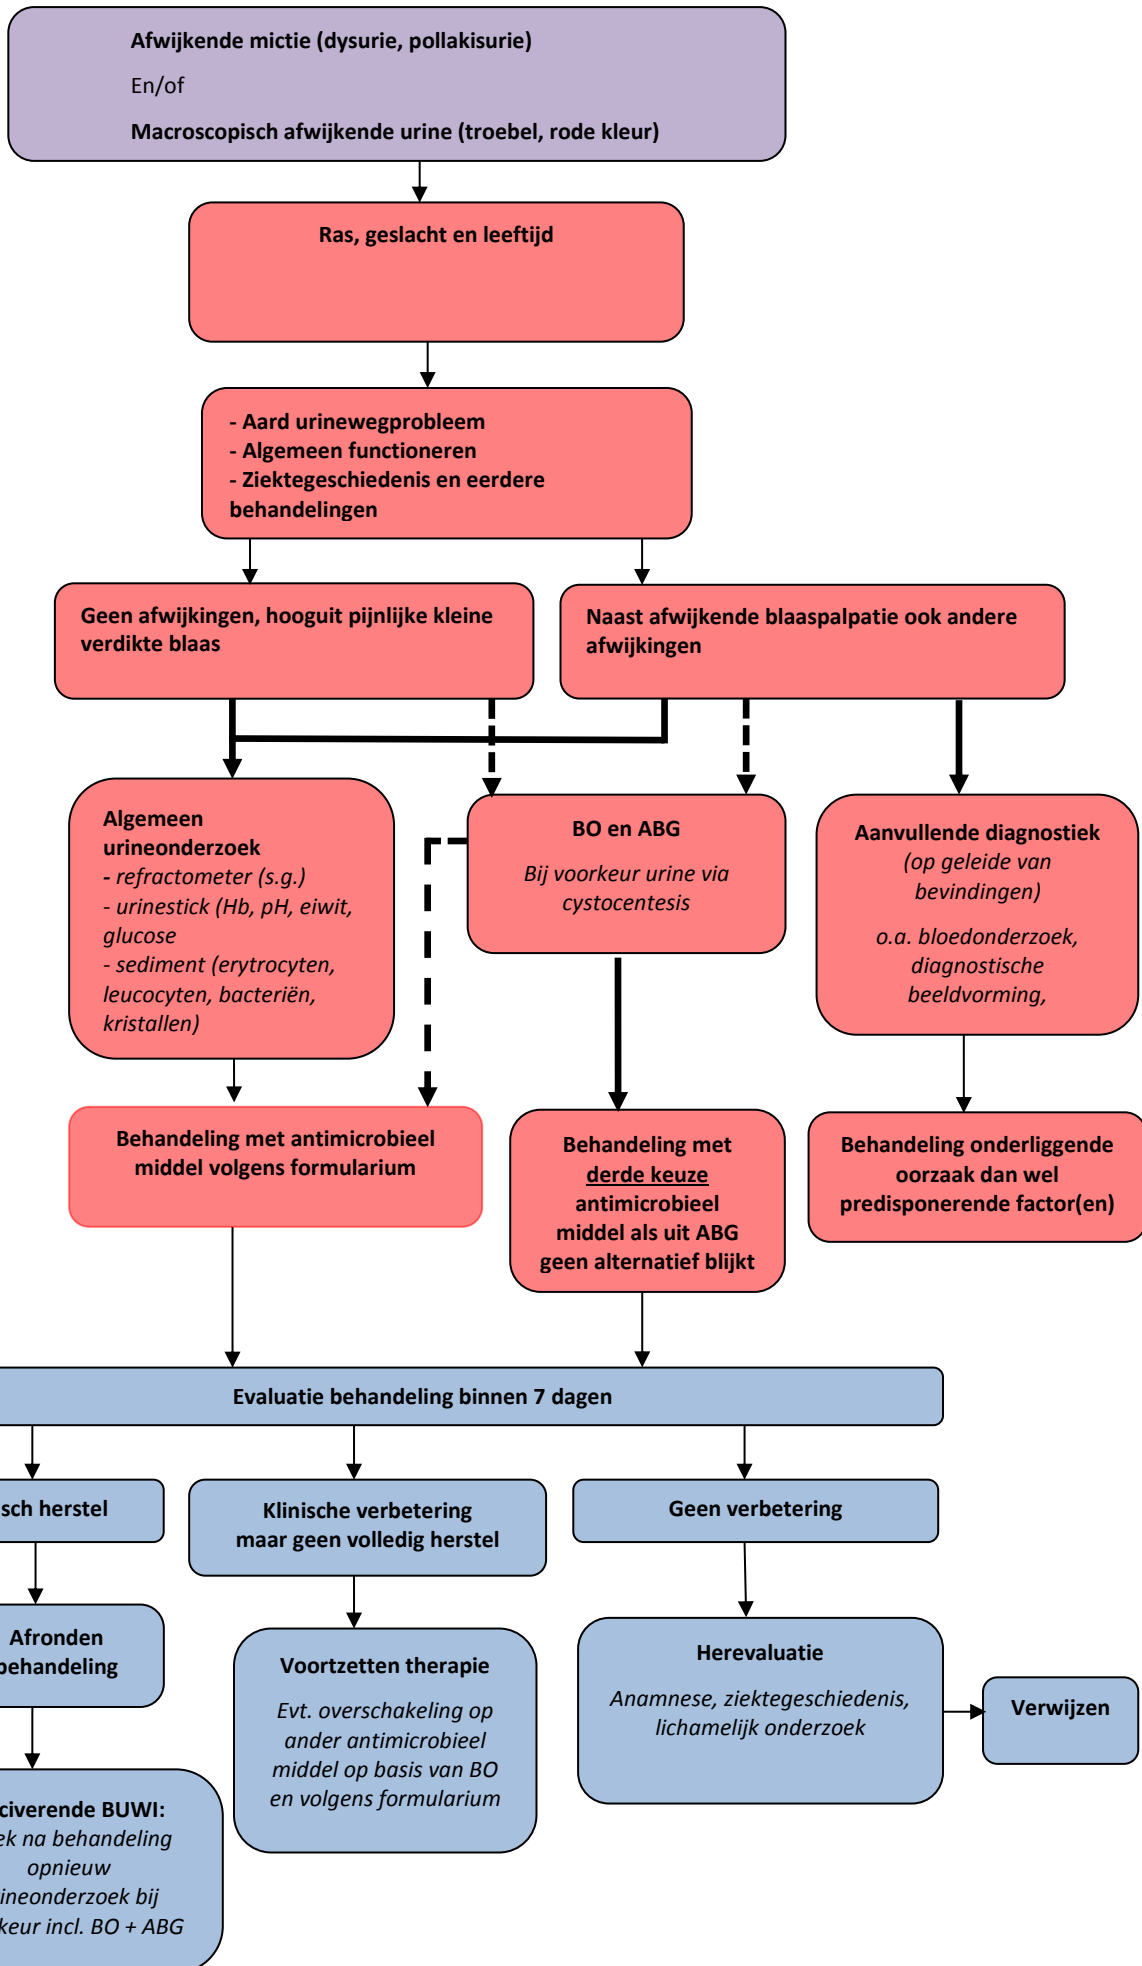 Afwijkende mictie (dysurie, pollakisurie)
En/of
Macroscopisch afwijkende urine (troebel, rode kleur)
Ras, geslacht en leeftijd
- Aard urinewegprobleem
- Algemeen functioneren
- Ziektegeschiedenis en eerdere
behandelingen
Geen afwijkingen, hooguit pijnlijke kleine
verdikte blaas
Naast afwijkende blaaspalpatie ook andere
afwijkingen
Algemeen
urineonderzoek
- refractometer (s.g.)
- urinestick (Hb, pH, eiwit,
glucose
- sediment (erytrocyten,
leucocyten, bacteriën,
kristallen)
BO en ABG
Bij voorkeur urine via
cystocentesis
Aanvullende diagnostiek
(op geleide van
bevindingen)
o.a. bloedonderzoek,
diagnostische
beeldvorming,
Behandeling met antimicrobieel
middel volgens formularium
Behandeling met
derde keuze
antimicrobieel
middel als uit ABG
geen alternatief blijkt
Behandeling onderliggende
oorzaak dan wel
predisponerende factor(en)
Evaluatie behandeling binnen 7 dagen
sch herstel
Klinische verbetering
maar geen volledig herstel
Geen verbetering
Afronden
behandeling
Voortzetten therapie
Evt. overschakeling op
ander antimicrobieel
middel op basis van BO
en volgens formularium
Herevaluatie
Anamnese, ziektegeschiedenis,
lichamelijk onderzoek
Verwijzen
civerende BUWI:
ek na behandeling
opnieuw
ineonderzoek bij
keur incl. BO + ABG